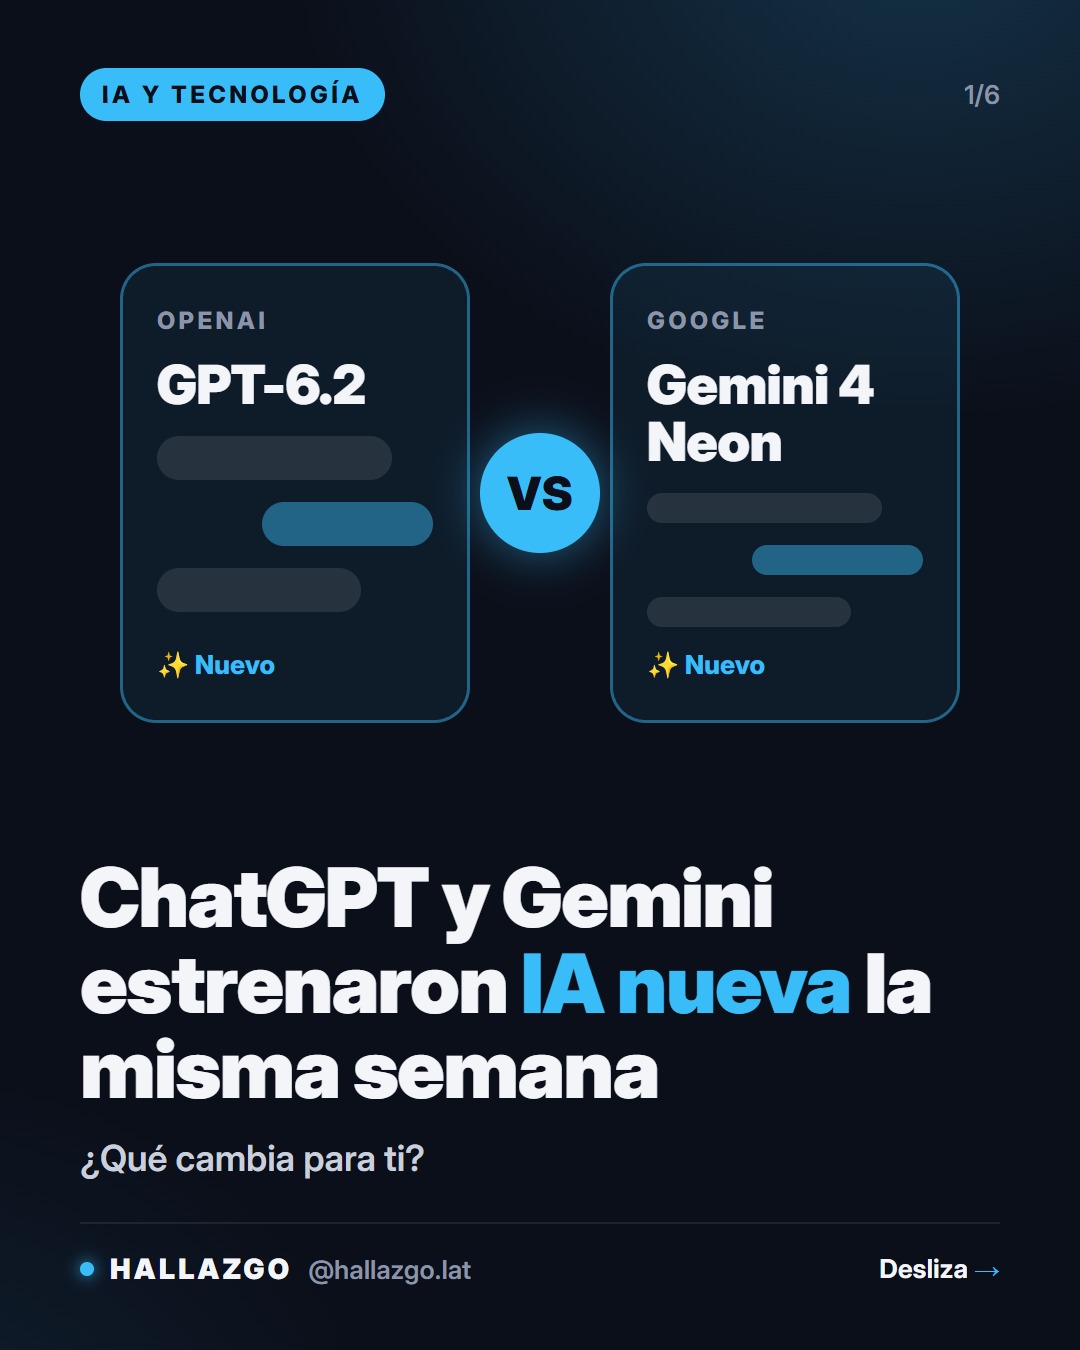 IA Y TECNOLOGÍA
1/6
OPENAI
GPT-6.2
✨ Nuevo
VS
GOOGLE
Gemini 4
Neon
✨ Nuevo
ChatGPT y Gemini
estrenaron IA nueva la
misma semana
¿Qué cambia para ti?
HALLAZGO @hallazgo.lat
Desliza →